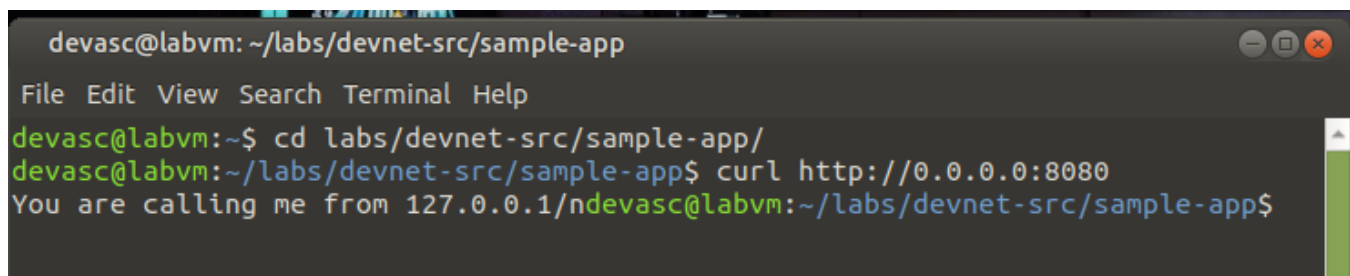 devasc@labvm: ~/labs/devnet-src/sample-app
File Edit View Search Terminal Help
devasc@labvm:~$ cd labs/devnet-src/sample-app/
devasc@labvm:~/labs/devnet-src/sample-app$ curl http://0.0.0.0:8080
You are calling me from 127.0.0.1/ndevasc@labvm:~/labs/devnet-src/sample-app$